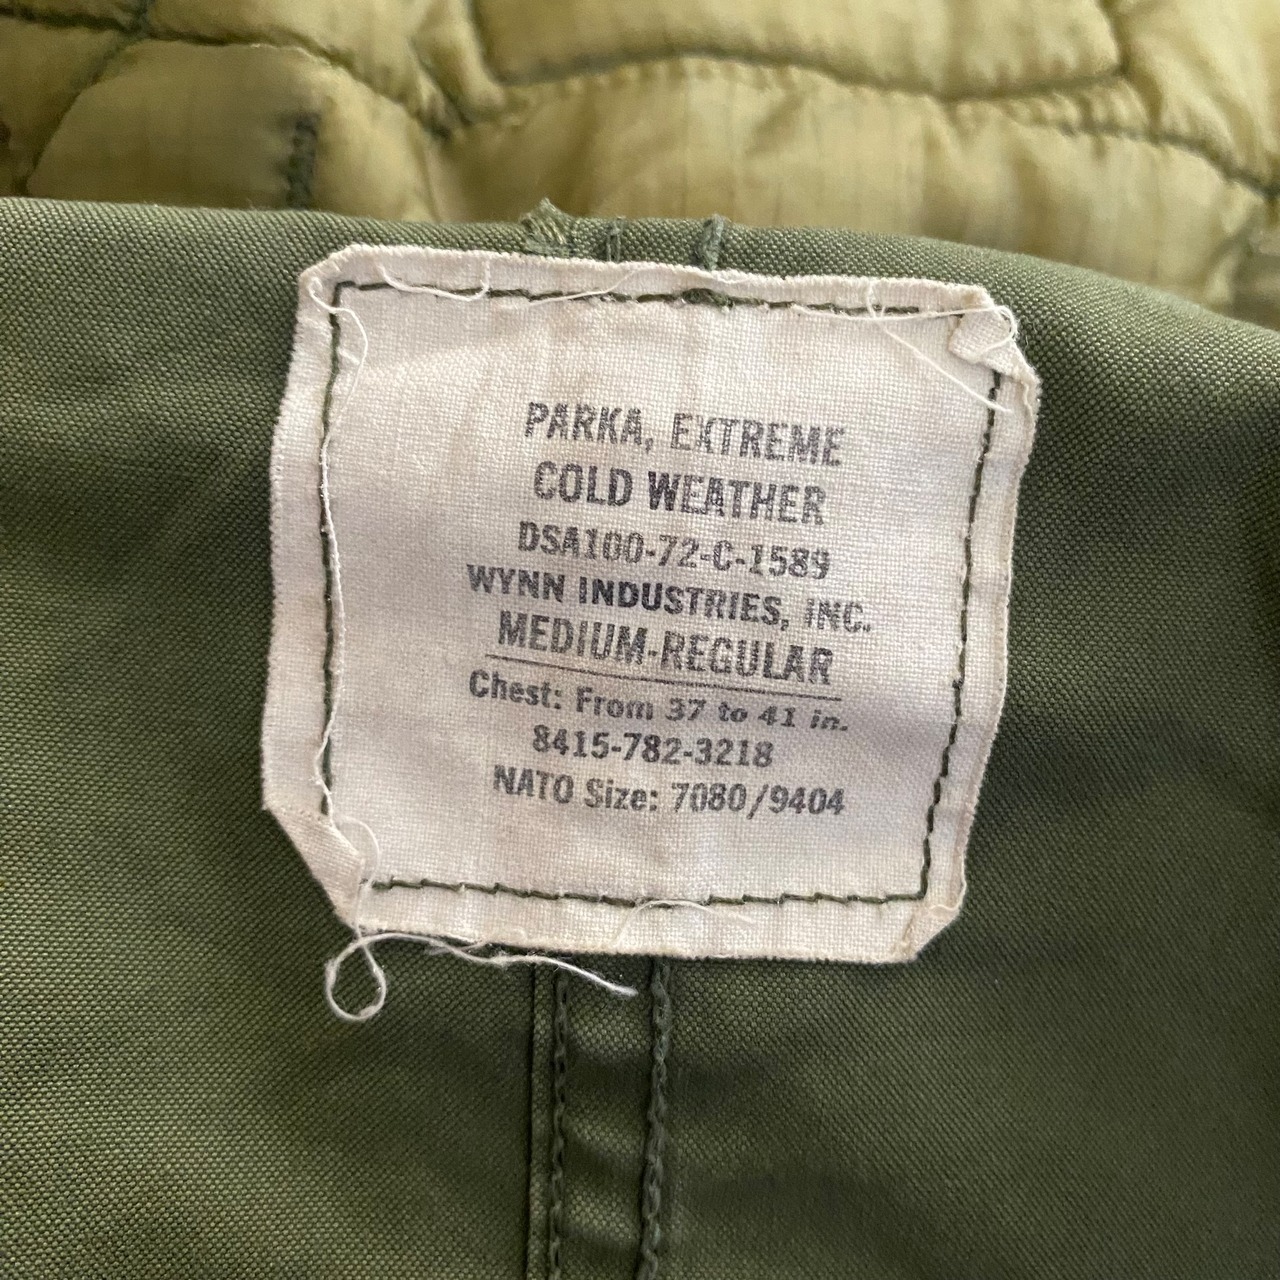 PARKA, EXTREME
COLD WEATHER
DSA100-72-C-1589
WYNN INDUSTRIES, INC.
MEDIUM-REGULAR
Chest: From 37 to 41 in.
8415-782-3218
NATO Size: 7080/9404